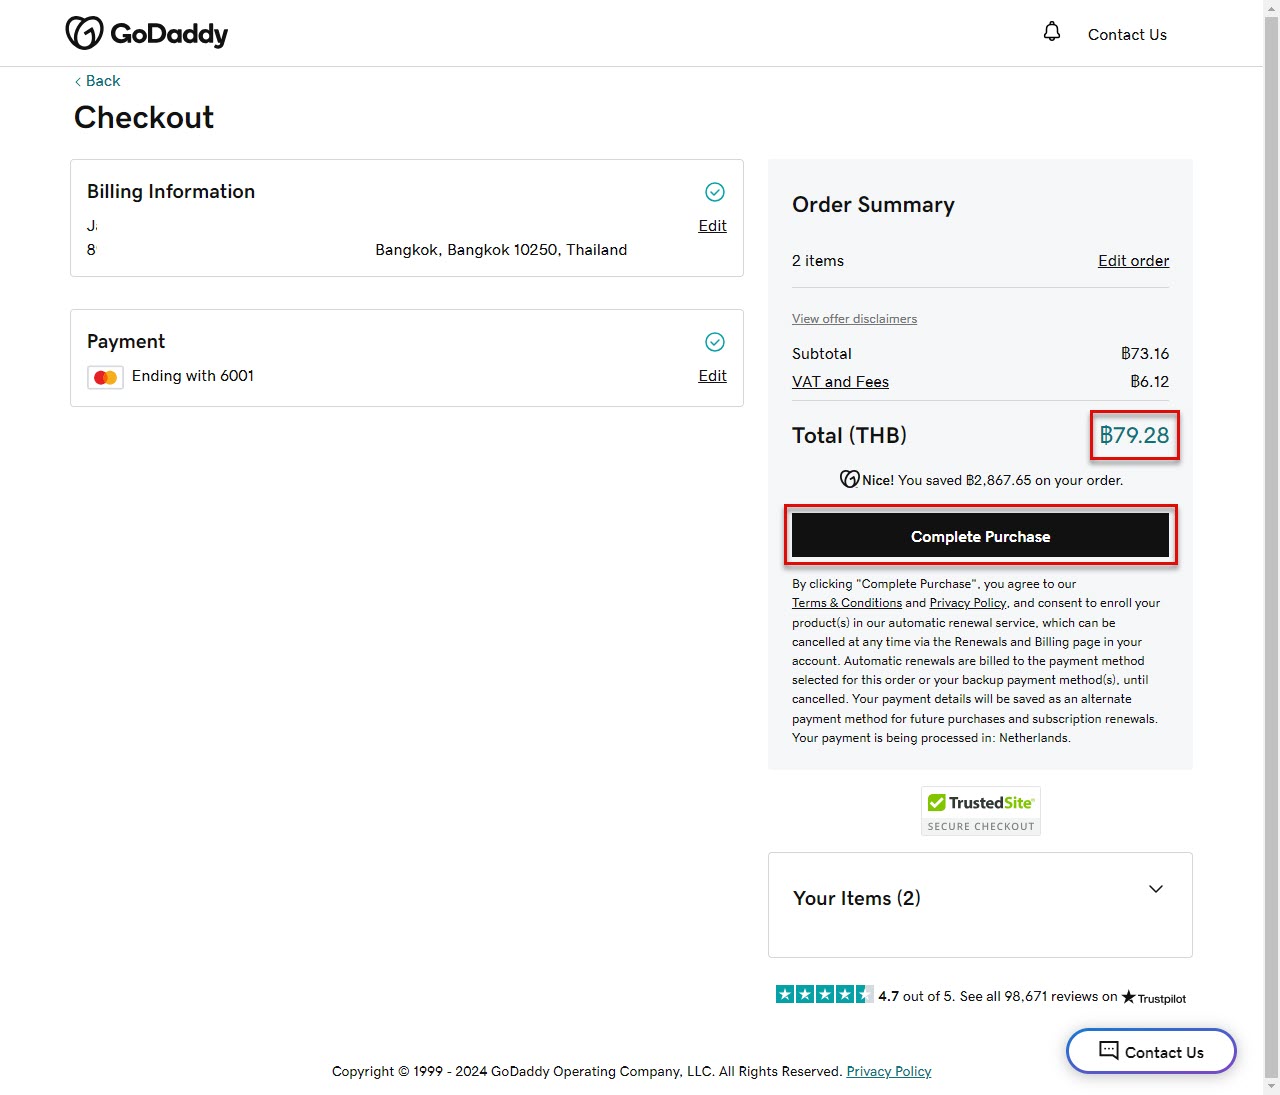 GoDaddy
Contact Us
Back
Checkout
Billing Information
Edit
8
Bangkok, Bangkok 10250, Thailand
Payment
Ending with 6001
Edit
Order Summary
2 items
Edit order
View offer disclaimers
Subtotal
฿73.16
VAT and Fees
฿6.12
Total (THB)
฿79.28
Nice! You saved ฿2,867.65 on your order.
Complete Purchase
By clicking "Complete Purchase", you agree to our
Terms & Conditions and Privacy Policy, and consent to enroll your
product(s) in our automatic renewal service, which can be
cancelled at any time via the Renewals and Billing page in your
account. Automatic renewals are billed to the payment method
selected for this order or your backup payment method(s), until
cancelled. Your payment details will be saved as an alternate
payment method for future purchases and subscription renewals.
Your payment is being processed in: Netherlands.
TrustedSite
SECURE CHECKOUT
Your Items (2)
4.7 out of 5. See all 98,671 reviews on Trustpilot
Contact Us
Copyright © 1999 - 2024 GoDaddy Operating Company, LLC. All Rights Reserved. Privacy Policy